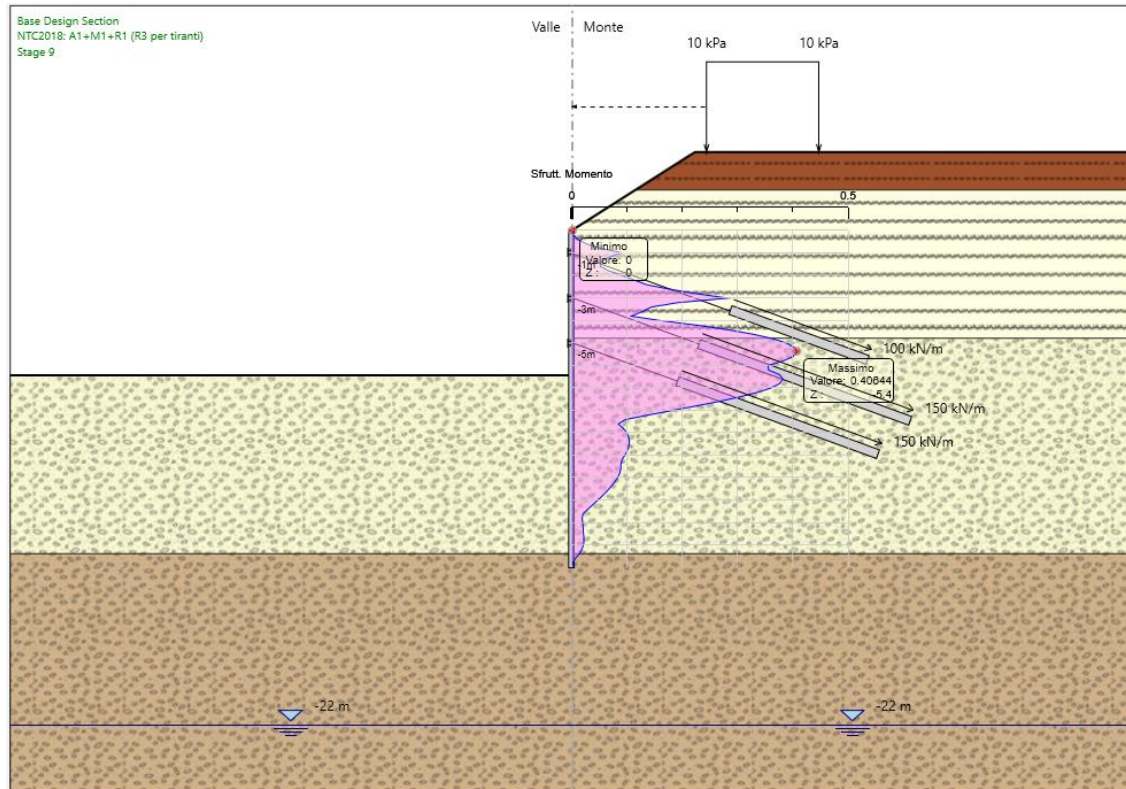 Base Design Section
NTC2018: A1+M1+R1 (R3 per tiranti)
Stage 9
Valle
Monte
10 kPa
10 kPa
Sfrutt. Momento
0
0.5
Minimo
Valore: 0
Z : 0
-1m
-3m
-5m
100 kN/m
Massimo
Valore: 0.40644
Z : -5.4
150 kN/m
150 kN/m
-22 m
-22 m